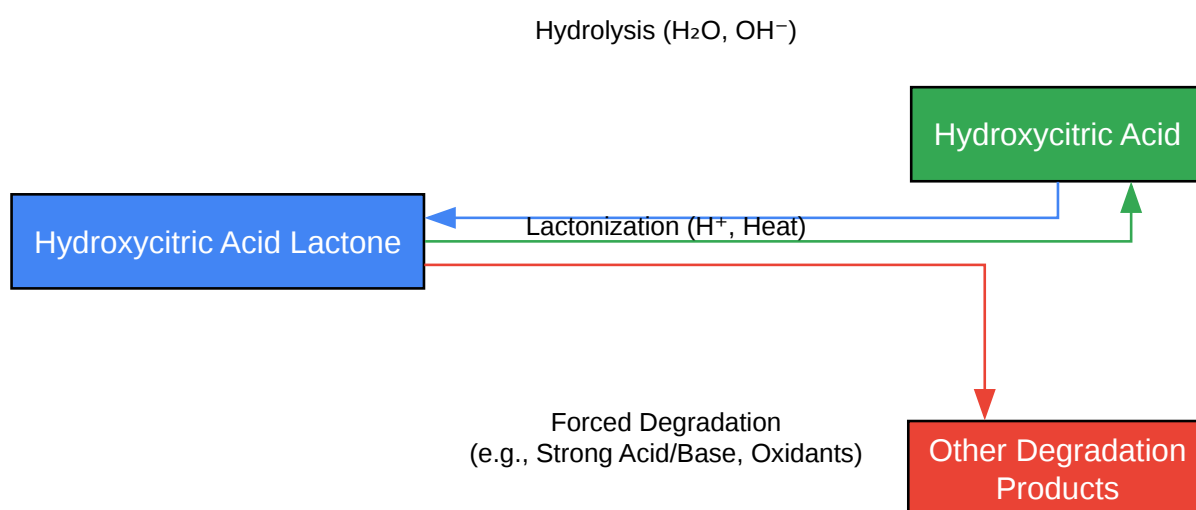 Hydrolysis (H₂O, OH⁻)
Hydroxycitric Acid
Lactonization (H⁺, Heat)
Hydroxycitric Acid Lactone
Forced Degradation
(e.g., Strong Acid/Base, Oxidants)
Other Degradation
Products